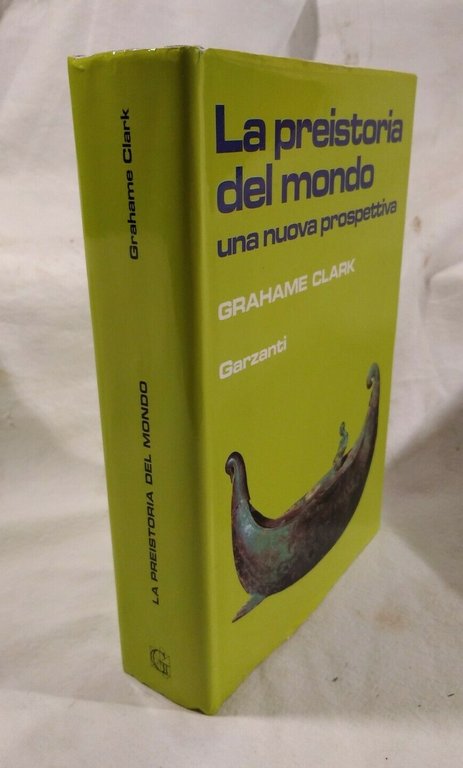 La preistoria
del mondo
una nuova prospettiva
GRAHAME CLARK
Garzanti
Grahame Clark
LA PREISTORIA DEL MONDO
G